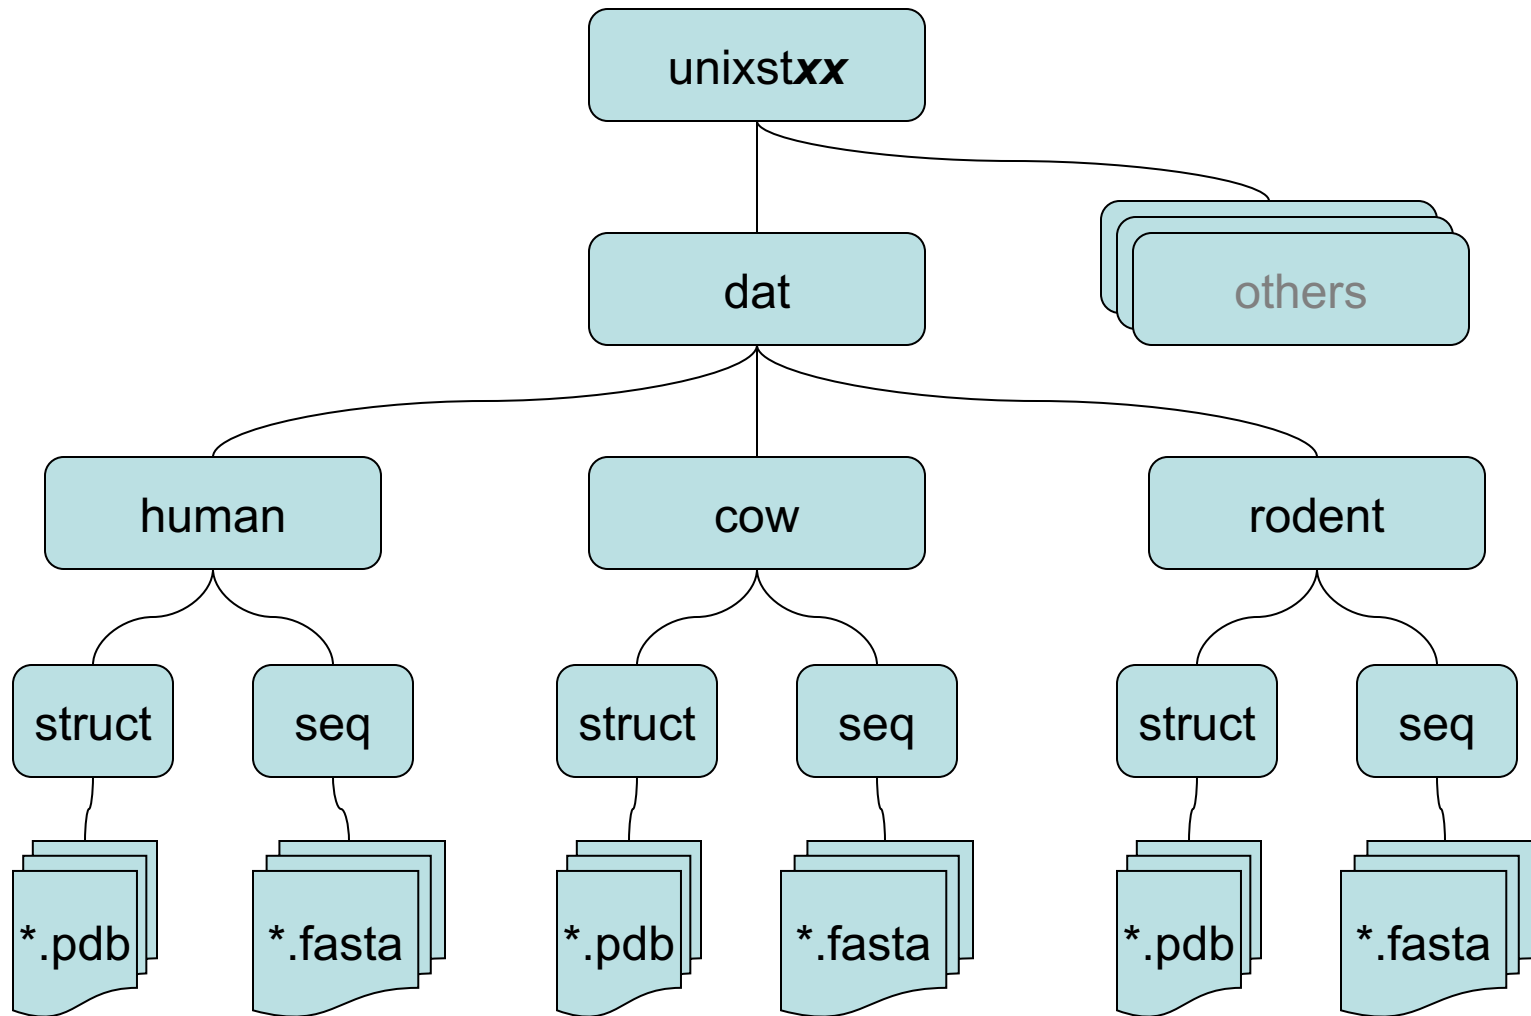 unixstxx
dat
others
human
cow
rodent
struct
seq
struct
seq
struct
seq
*.pdb
*.fasta
*.pdb
*.fasta
*.pdb
*.fasta